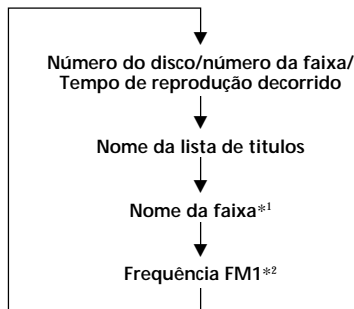 Número do disco/número da faixa/
Tempo de reprodução decorrido
Nome da lista de titulos
Nome da faixa*1
Frequência FM1*2